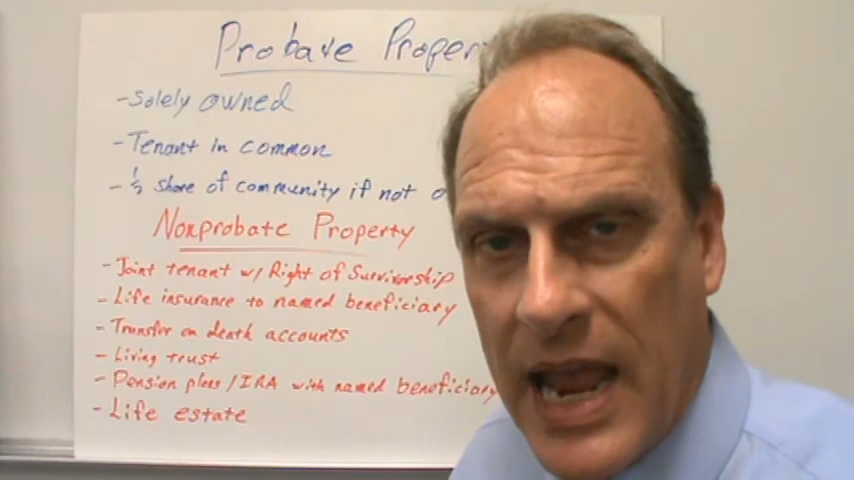 Probate
- Solely owned
- Tenant in common
- 1/2 share of community if not
Nonprobate Property
- Joint tenant w/ Right of Survivorship
- Life insurance to named beneficiary
- Transfer on death accounts
- Living trust
- Pension plans/IRA with named beneficiary
- Life estate